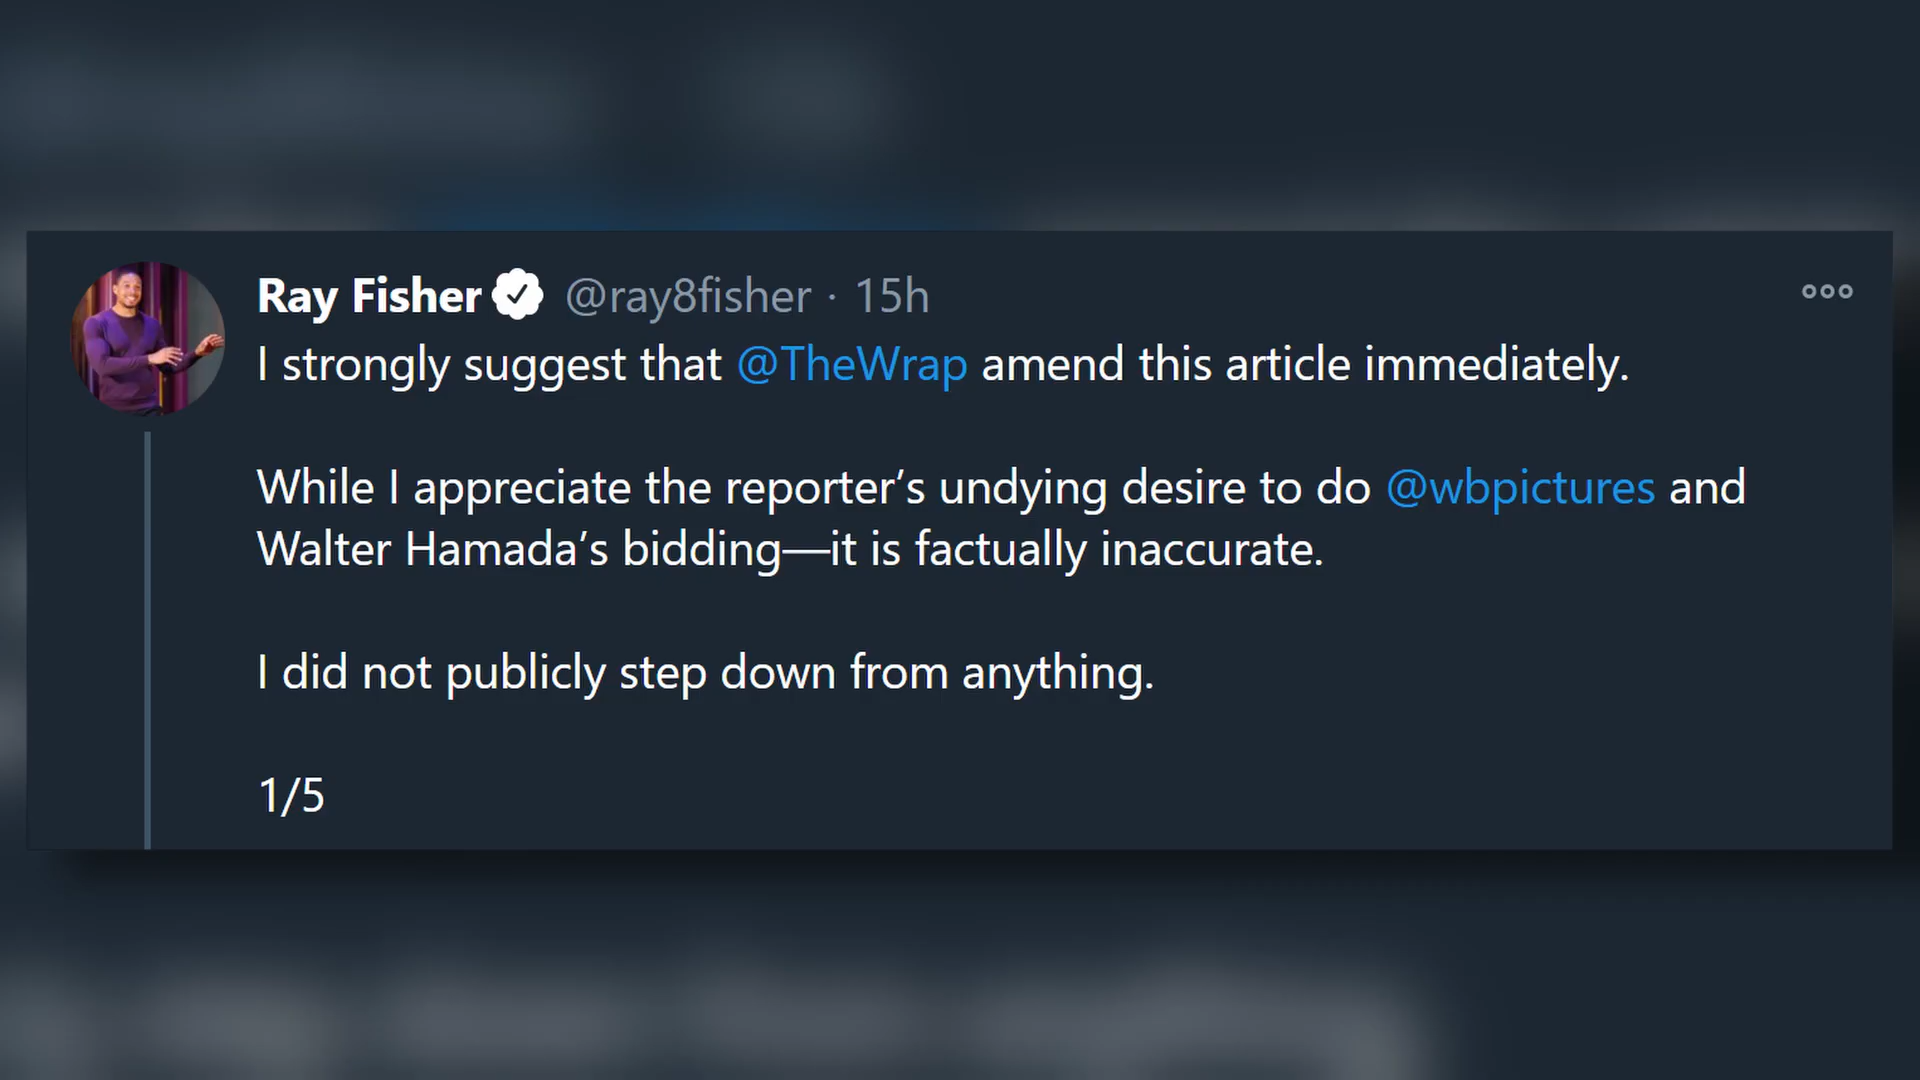 Ray Fisher @ray8fisher · 15h
I strongly suggest that @TheWrap amend this article immediately.
While I appreciate the reporter’s undying desire to do @wbpictures and
Walter Hamada’s bidding—it is factually inaccurate.
I did not publicly step down from anything.
1/5